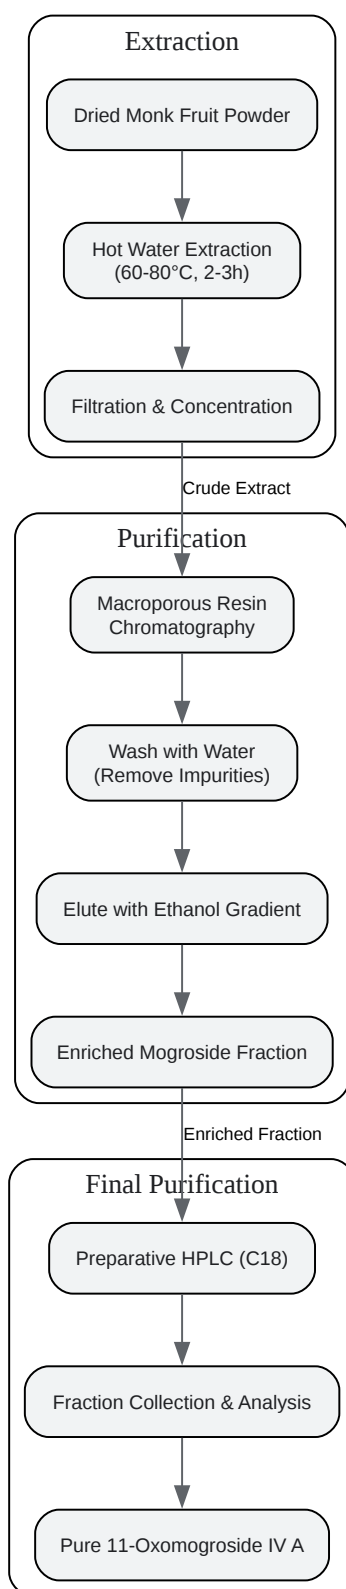 Extraction
Dried Monk Fruit Powder
Hot Water Extraction
(60-80°C, 2-3h)
Filtration & Concentration
Crude Extract
Purification
Macroporous Resin
Chromatography
Wash with Water
(Remove Impurities)
Elute with Ethanol Gradient
Enriched Mogroside Fraction
Enriched Fraction
Final Purification
Preparative HPLC (C18)
Fraction Collection & Analysis
Pure 11-Oxomogroside IV A